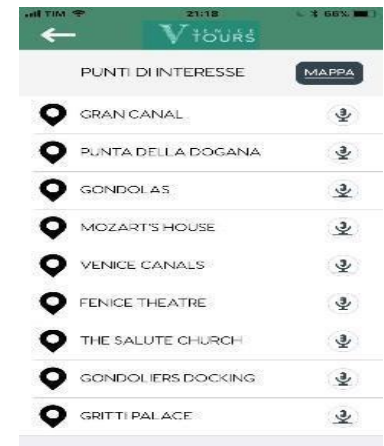 TIM 21:18 66%
VENICE
TOURS
PUNTI DI INTERESSE MAPPA
GRAN CANAL
PUNTA DELLA DOGANA
GONDOLAS
MOZART'S HOUSE
VENICE CANALS
FENICE THEATRE
THE SALUTE CHURCH
GONDOLIERS DOCKING
GRITTI PALACE